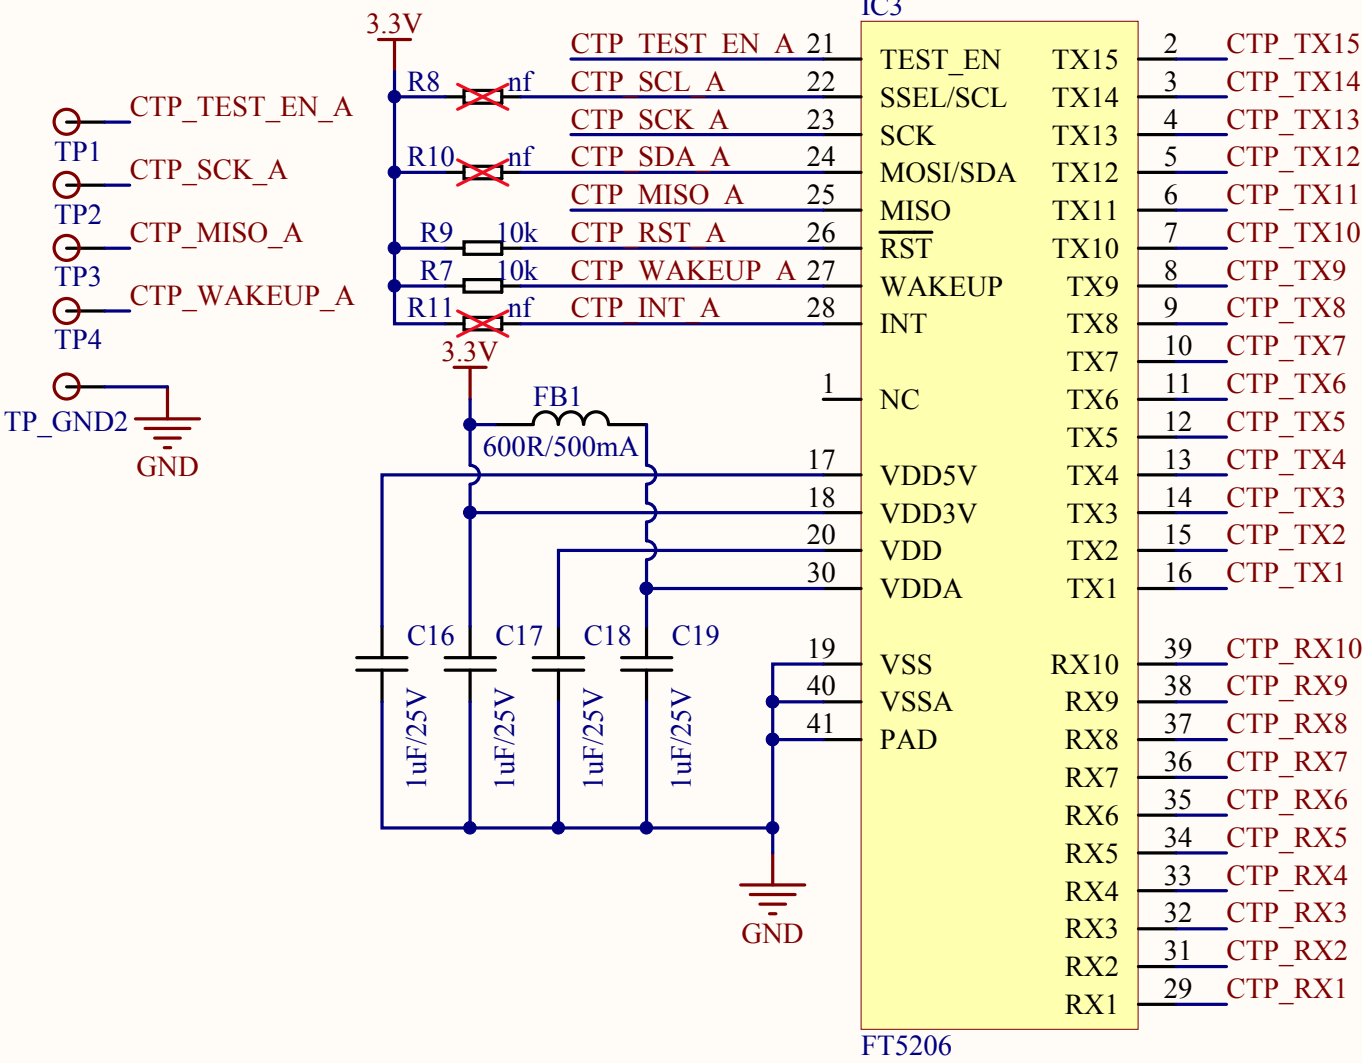 IC3
3.3V
CTP_TEST_EN_A 21 TEST_EN TX15 2 CTP_TX15
R8 nf CTP_SCL_A 22 SSEL/SCL TX14 3 CTP_TX14
CTP_SCK_A 23 SCK TX13 4 CTP_TX13
R10 nf CTP_SDA_A 24 MOSI/SDA TX12 5 CTP_TX12
CTP_MISO_A 25 MISO TX11 6 CTP_TX11
R9 10k CTP_RST_A 26 RST TX10 7 CTP_TX10
R7 10k CTP_WAKEUP_A 27 WAKEUP TX9 8 CTP_TX9
R11 nf CTP_INT_A 28 INT TX8 9 CTP_TX8
TX7 10 CTP_TX7
1 NC TX6 11 CTP_TX6
TX5 12 CTP_TX5
17 VDD5V TX4 13 CTP_TX4
18 VDD3V TX3 14 CTP_TX3
20 VDD TX2 15 CTP_TX2
30 VDDA TX1 16 CTP_TX1
19 VSS RX10 39 CTP_RX10
40 VSSA RX9 38 CTP_RX9
41 PAD RX8 37 CTP_RX8
RX7 36 CTP_RX7
RX6 35 CTP_RX6
RX5 34 CTP_RX5
RX4 33 CTP_RX4
RX3 32 CTP_RX3
RX2 31 CTP_RX2
RX1 29 CTP_RX1
FT5206
CTP_TEST_EN_A
TP1
CTP_SCK_A
TP2
CTP_MISO_A
TP3
CTP_WAKEUP_A
TP4
TP_GND2
GND
3.3V
FB1
600R/500mA
C16 C17 C18 C19
1uF/25V 1uF/25V 1uF/25V 1uF/25V
GND